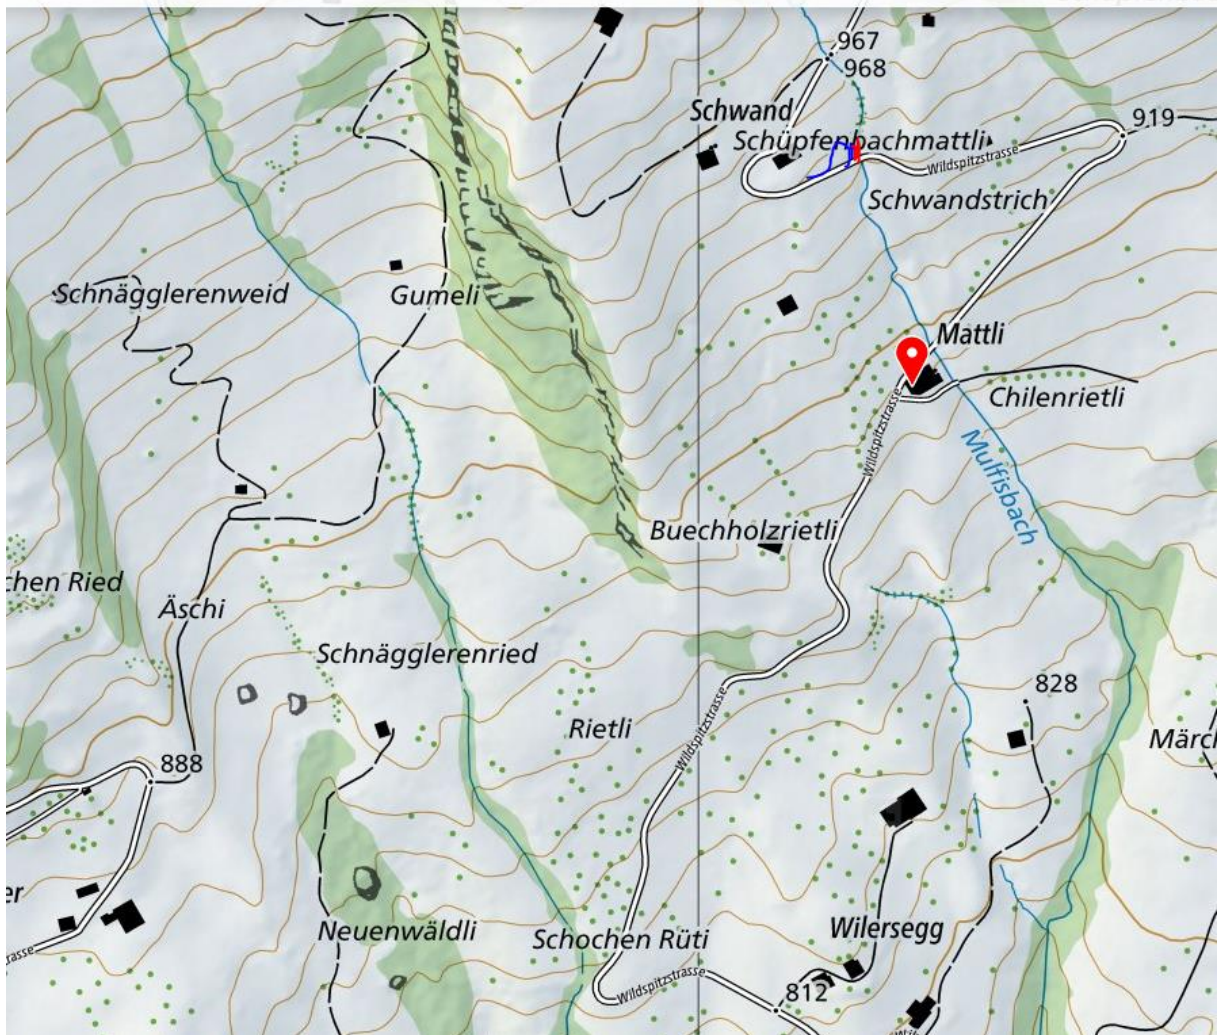 967
968
Schwand
919
Schüpfenbachmattli
Wildspitzstrasse
Schwandstrich
Schnägglerenweid
Gumeli
Mattli
Chilenrietli
Wildspitzstrasse
Mulfisbach
Buechholzrietli
chen Ried
Äschi
Schnägglerenried
828
Rietli
Wildspitzstrasse
Märch
888
er
Neuenwäldli
Schochen Rüti
Wilersegg
rasse
Wildspitzstrasse
812